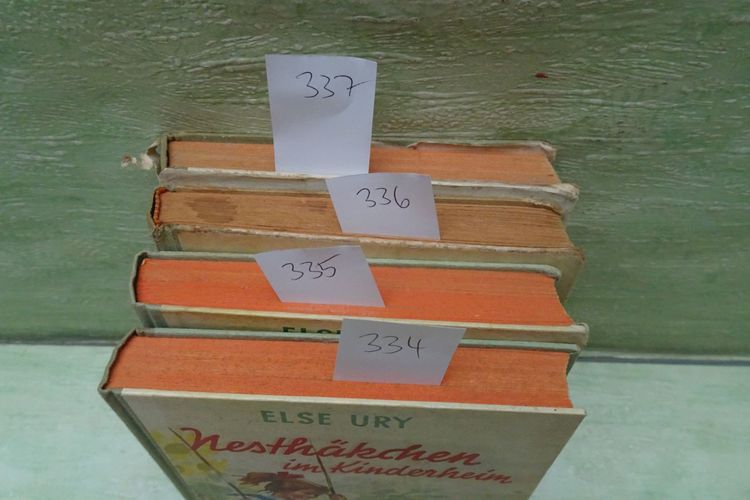 337
336
335
334
ELSE URY
Nesthäkchen
im Kinderheim